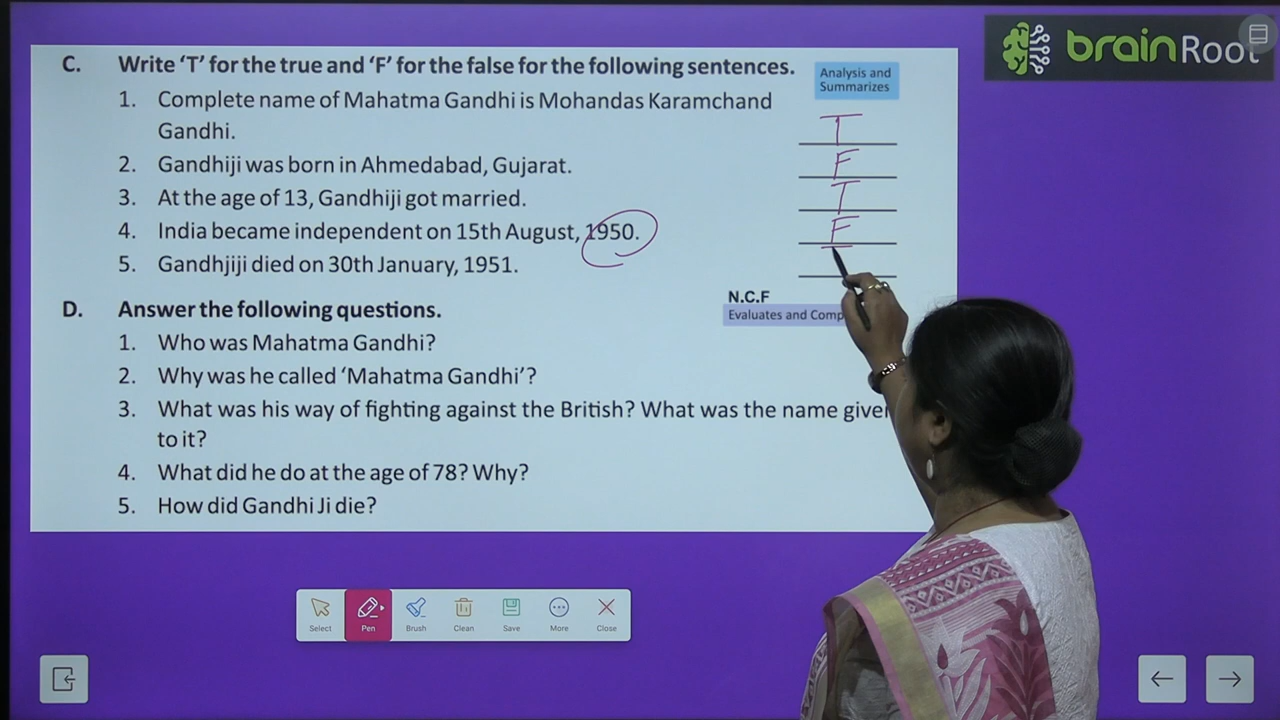 brainRoot
C. Write ‘T’ for the true and ‘F’ for the false for the following sentences.
Analysis and
Summarizes
1. Complete name of Mahatma Gandhi is Mohandas Karamchand
Gandhi.
T
2. Gandhiji was born in Ahmedabad, Gujarat.
F
3. At the age of 13, Gandhiji got married.
T
4. India became independent on 15th August, 1950.
F
5. Gandhjiji died on 30th January, 1951.
N.C.F
Evaluates and Comp
D. Answer the following questions.
1. Who was Mahatma Gandhi?
2. Why was he called ‘Mahatma Gandhi’?
3. What was his way of fighting against the British? What was the name given
to it?
4. What did he do at the age of 78? Why?
5. How did Gandhi Ji die?
Select Pen Brush Clean Save More Close